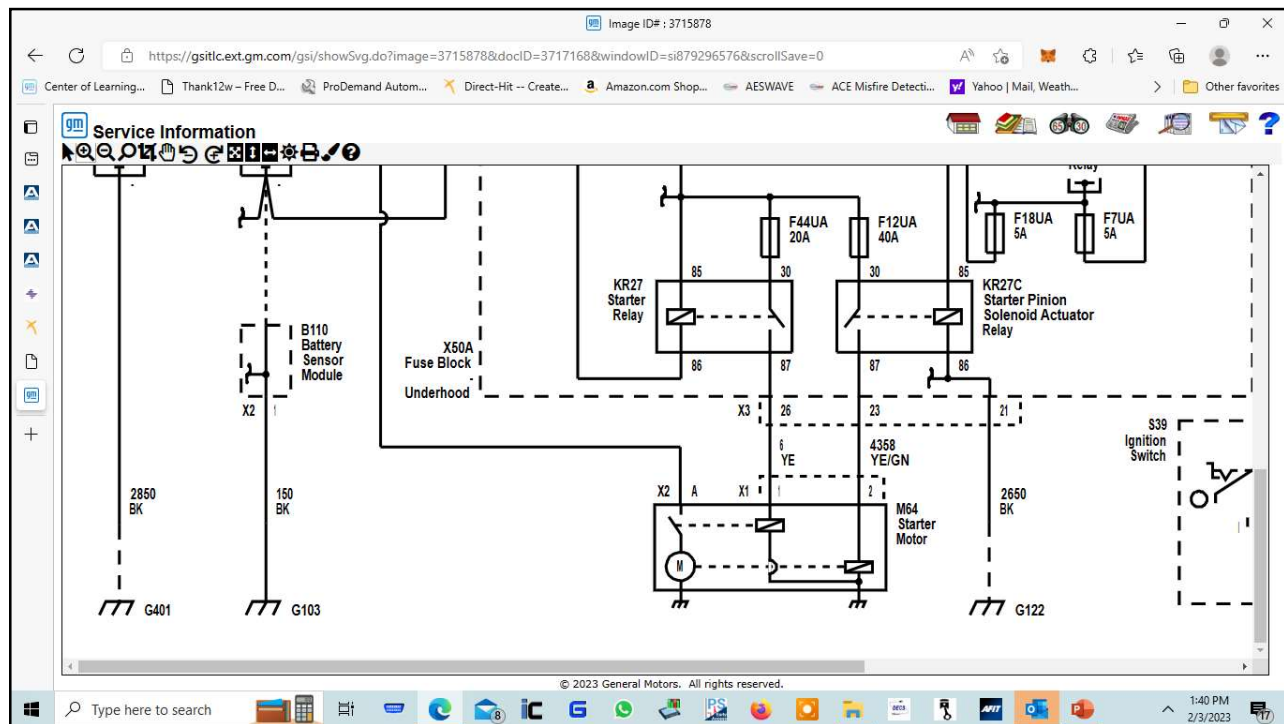 Image ID# : 3715878
https://gsitlc.ext.gm.com/gsi/showSvg.do?image=3715878&docID=3717168&windowID=si879296576&scrollSave=0
Center of Learning...
Thank12w – Free D...
ProDemand Autom...
Direct-Hit -- Create...
Amazon.com Shop...
AESWAVE
ACE Misfire Detecti...
Yahoo | Mail, Weath...
Other favorites
gm
Service Information
F44UA
20A
F12UA
40A
F18UA
5A
F7UA
5A
85
30
30
85
KR27
Starter
Relay
KR27C
Starter Pinion
Solenoid Actuator
Relay
B110
Battery
Sensor
Module
X50A
Fuse Block
-
Underhood
86
87
87
86
X2
1
X3
26
23
21
S39
Ignition
Switch
6
YE
4358
YE/GN
2850
BK
150
BK
X2
A
X1
1
2
2650
BK
M64
Starter
Motor
M
G401
G103
G122
© 2023 General Motors. All rights reserved.
Type here to search
8
1:40 PM
2/3/2023